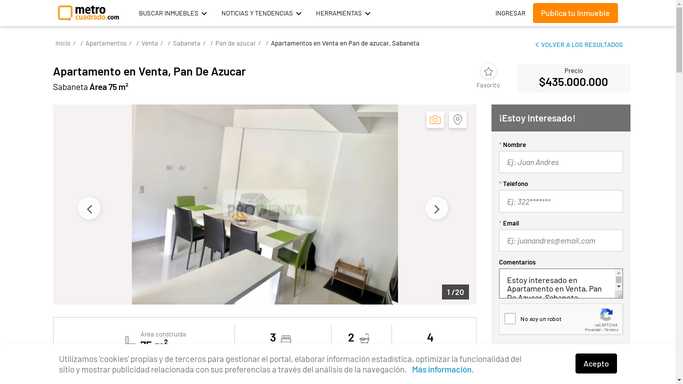 metro
cuadrado.com
BUSCAR INMUEBLES
NOTICIAS Y TENDENCIAS
HERRAMIENTAS
INGRESAR
Publica tu Inmueble
Inicio / / Apartamentos / / Venta / / Sabaneta / / Pan de azucar / / Apartamentos en Venta en Pan de azucar, Sabaneta
VOLVER A LOS RESULTADOS
Apartamento en Venta, Pan De Azucar
Sabaneta Área 75 m²
Favorito
Precio
$435.000.000
1 / 20
¡Estoy Interesado!
* Nombre
Ej: Juan Andres
* Teléfono
Ej: 322*******
* Email
Ej: juanandres@email.com
Comentarios
Estoy interesado en
Apartamento en Venta, Pan
De Azucar, Sabaneta
No soy un robot
reCAPTCHA
Privacidad - Términos
Área construida
75 m²
3
2
4
Utilizamos 'cookies' propias y de terceros para gestionar el portal, elaborar información estadística, optimizar la funcionalidad del
sitio y mostrar publicidad relacionada con sus preferencias a través del análisis de la navegación. Más información.
Acepto